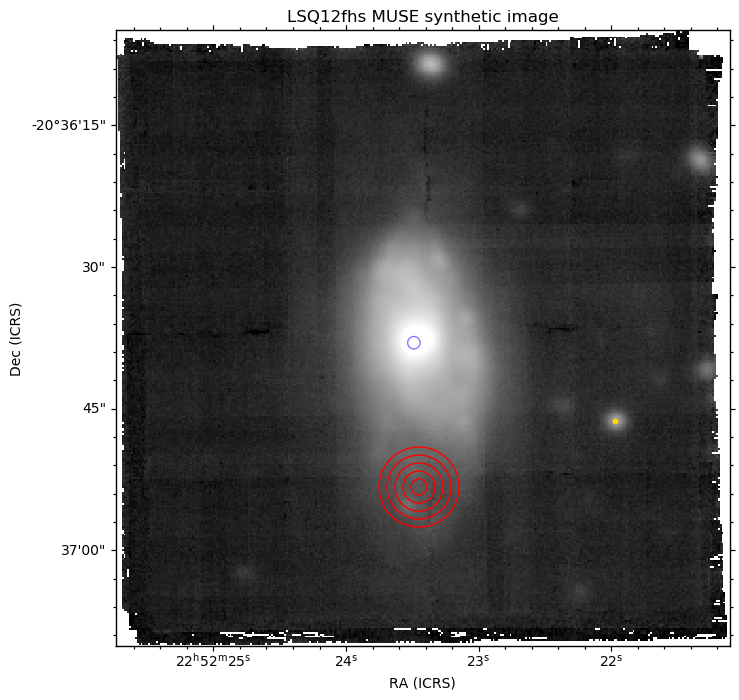 LSQ12fhs MUSE synthetic image
-20°36'15"
30"
45"
37'00"
Dec (ICRS)
22ʰ52ᵐ25ˢ
24ˢ
23ˢ
22ˢ
RA (ICRS)